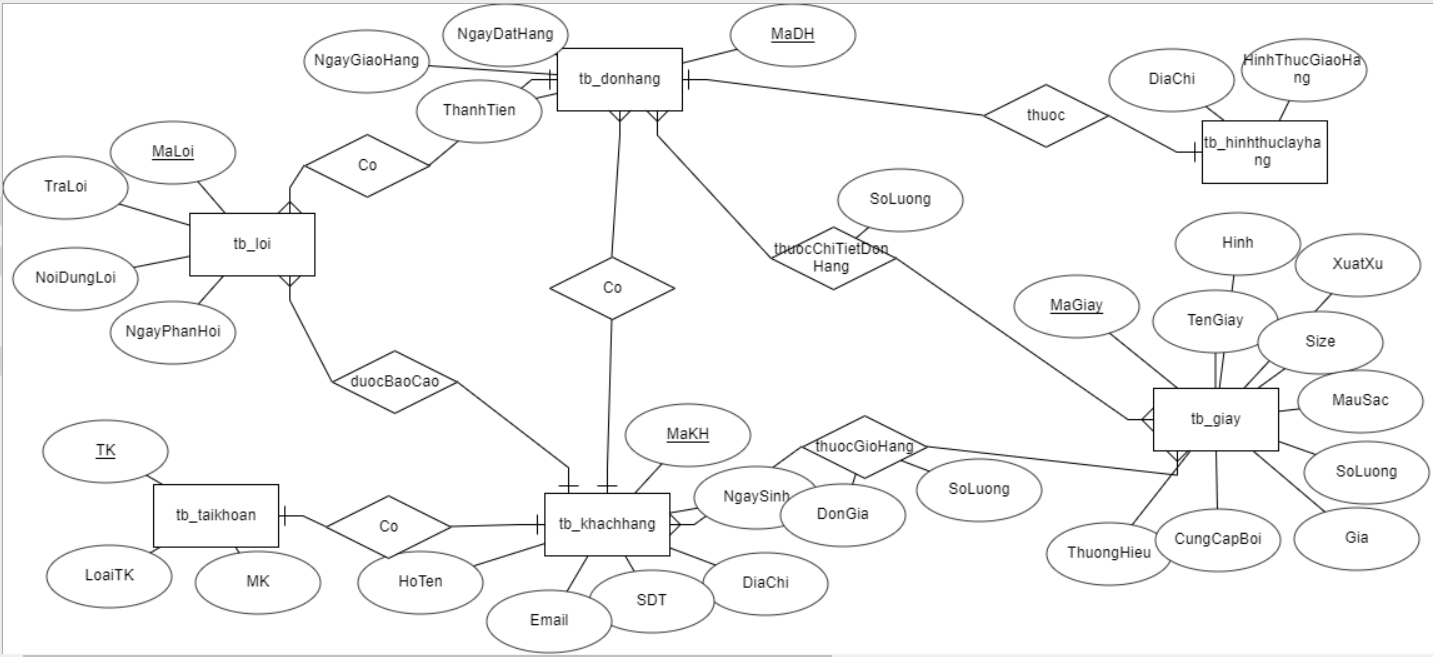 NgayDatHang
MaDH
NgayGiaoHang
tb_donhang
HinhThucGiaoHa
ng
DiaChi
ThanhTien
thuoc
tb_hinhthuclayha
ng
MaLoi
Co
TraLoi
SoLuong
tb_loi
thuocChiTietDon
Hang
Hinh
XuatXu
NoiDungLoi
Co
MaGiay
TenGiay
NgayPhanHoi
Size
duocBaoCao
MauSac
tb_giay
MaKH
thuocGioHang
TK
SoLuong
NgaySinh
SoLuong
DonGia
tb_taikhoan
Co
tb_khachhang
ThuongHieu
CungCapBoi
Gia
LoaiTK
MK
HoTen
DiaChi
SDT
Email